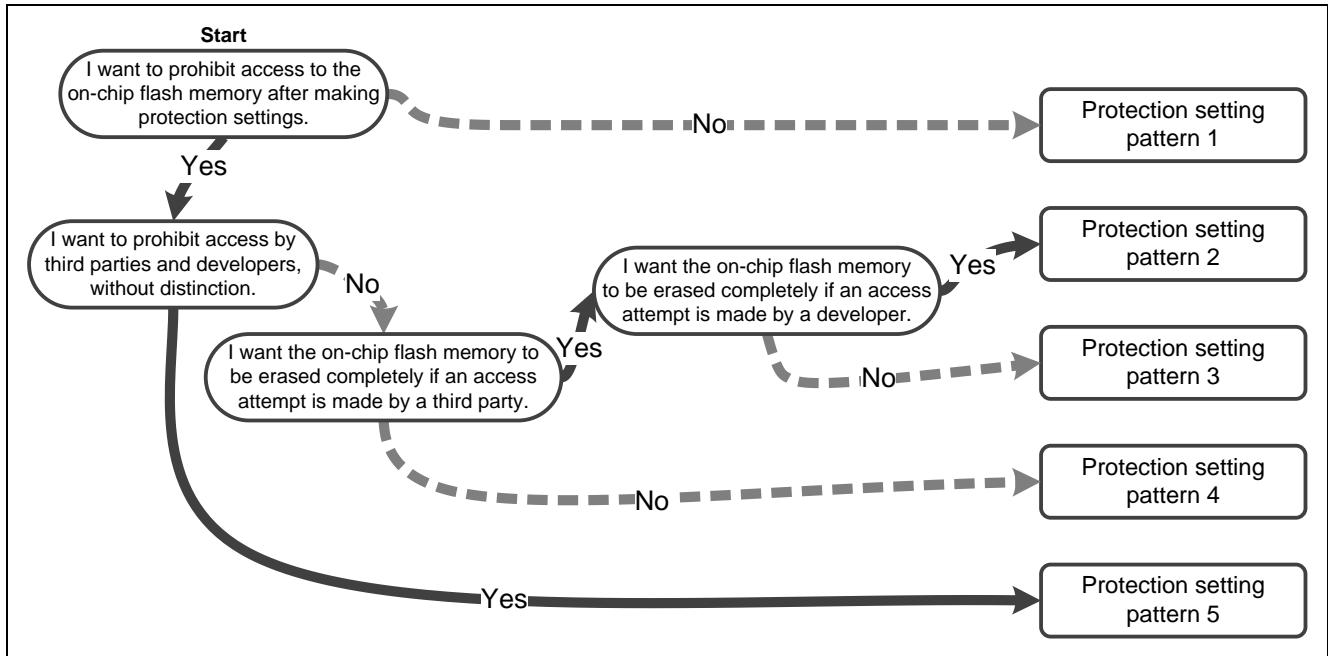 Start
I want to prohibit access to the
on-chip flash memory after making
protection settings.
No
Protection setting
pattern 1
Yes
I want to prohibit access by
third parties and developers,
without distinction.
No
I want the on-chip flash memory to
be erased completely if an access
attempt is made by a third party.
Yes
I want the on-chip flash memory
to be erased completely if an access
attempt is made by a developer.
Yes
Protection setting
pattern 2
No
Protection setting
pattern 3
No
Protection setting
pattern 4
Yes
Protection setting
pattern 5